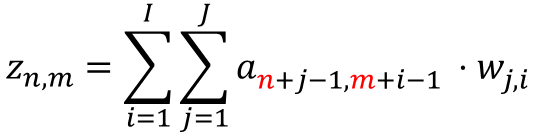 $z_{n,m} = \sum_{i=1}^{I} \sum_{j=1}^{J} a_{n+j-1,m+i-1} \cdot w_{j,i}$